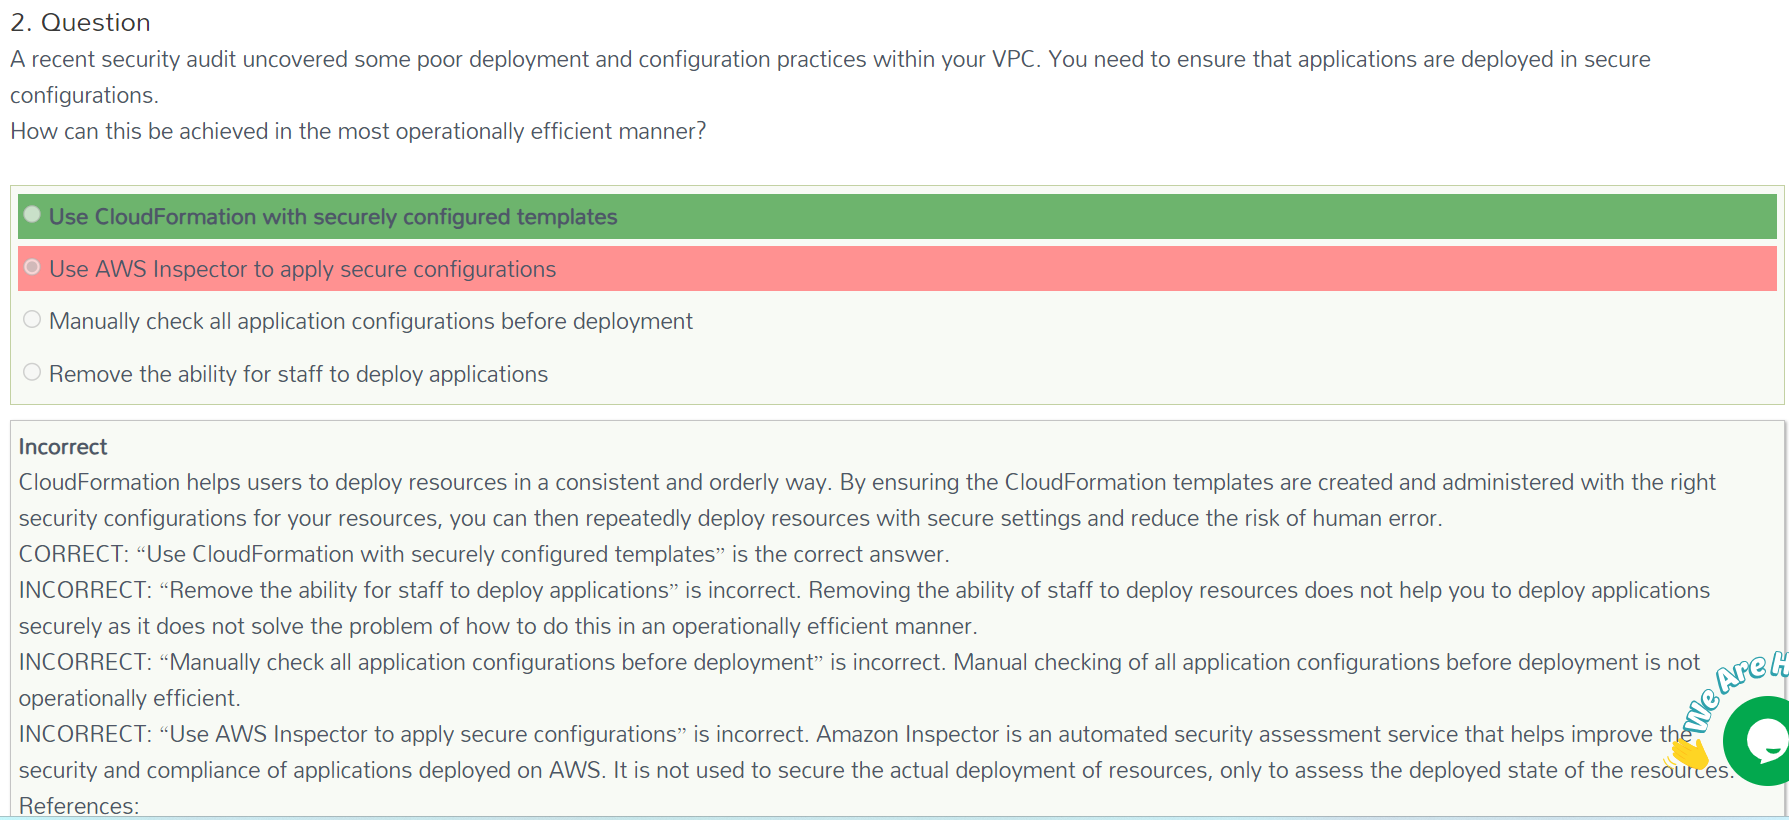 2. Question
A recent security audit uncovered some poor deployment and configuration practices within your VPC. You need to ensure that applications are deployed in secure
configurations.
How can this be achieved in the most operationally efficient manner?
Use CloudFormation with securely configured templates
Use AWS Inspector to apply secure configurations
Manually check all application configurations before deployment
Remove the ability for staff to deploy applications
Incorrect
CloudFormation helps users to deploy resources in a consistent and orderly way. By ensuring the CloudFormation templates are created and administered with the right
security configurations for your resources, you can then repeatedly deploy resources with secure settings and reduce the risk of human error.
CORRECT: “Use CloudFormation with securely configured templates” is the correct answer.
INCORRECT: “Remove the ability for staff to deploy applications” is incorrect. Removing the ability of staff to deploy resources does not help you to deploy applications
securely as it does not solve the problem of how to do this in an operationally efficient manner.
INCORRECT: “Manually check all application configurations before deployment” is incorrect. Manual checking of all application configurations before deployment is not
operationally efficient.
INCORRECT: “Use AWS Inspector to apply secure configurations” is incorrect. Amazon Inspector is an automated security assessment service that helps improve the
security and compliance of applications deployed on AWS. It is not used to secure the actual deployment of resources, only to assess the deployed state of the resources.
References:
We Are H